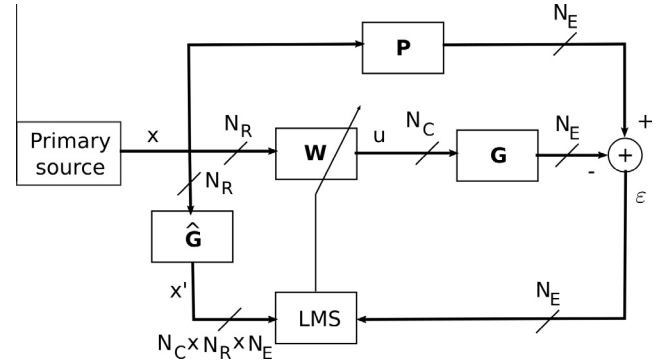 N_E
P
+
Primary
source
x
N_R
W
u
N_C
G
N_E
+
-
N_R
ε
Ĝ
x'
N_C x N_R x N_E
LMS
N_E